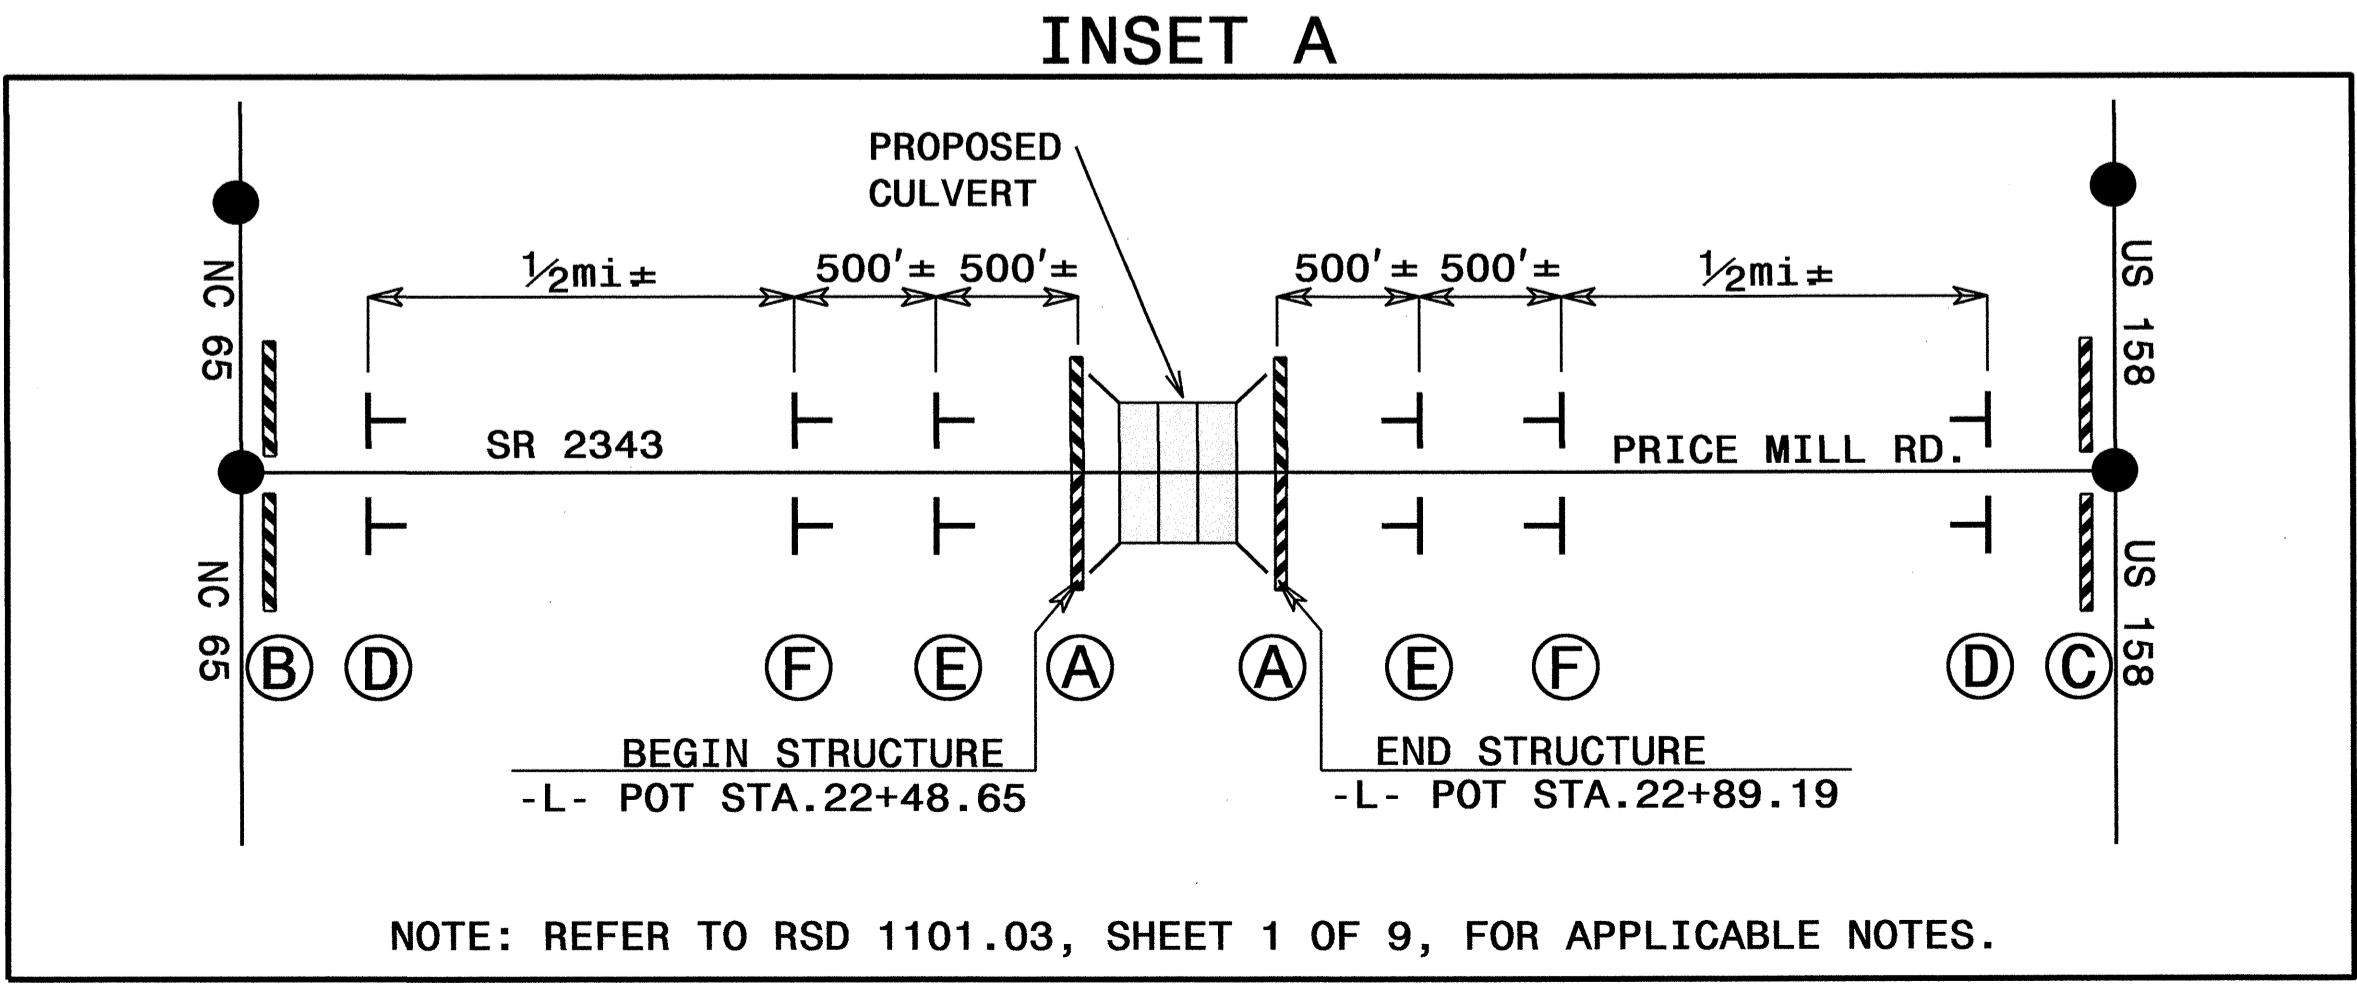 INSET A
PROPOSED
CULVERT
1/2mi±
500'±
500'±
500'±
500'±
1/2mi±
NC 65
US 158
SR 2343
PRICE MILL RD.
NC 65
US 158
B
D
F
E
A
A
E
F
D
C
BEGIN STRUCTURE
-L- POT STA.22+48.65
END STRUCTURE
-L- POT STA.22+89.19
NOTE: REFER TO RSD 1101.03, SHEET 1 OF 9, FOR APPLICABLE NOTES.